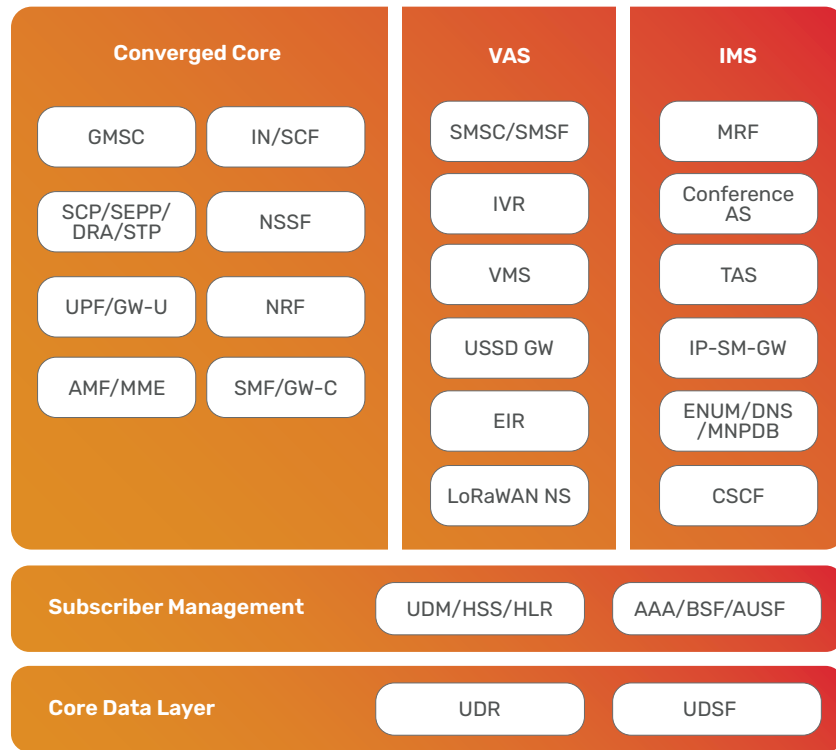 Converged Core
GMSC
IN/SCF
SCP/SEPP/
DRA/STP
NSSF
UPF/GW-U
NRF
AMF/MME
SMF/GW-C
VAS
SMSC/SMSF
IVR
VMS
USSD GW
EIR
LoRaWAN NS
IMS
MRF
Conference
AS
TAS
IP-SM-GW
ENUM/DNS
/MNPDB
CSCF
Subscriber Management
UDM/HSS/HLR
AAA/BSF/AUSF
Core Data Layer
UDR
UDSF